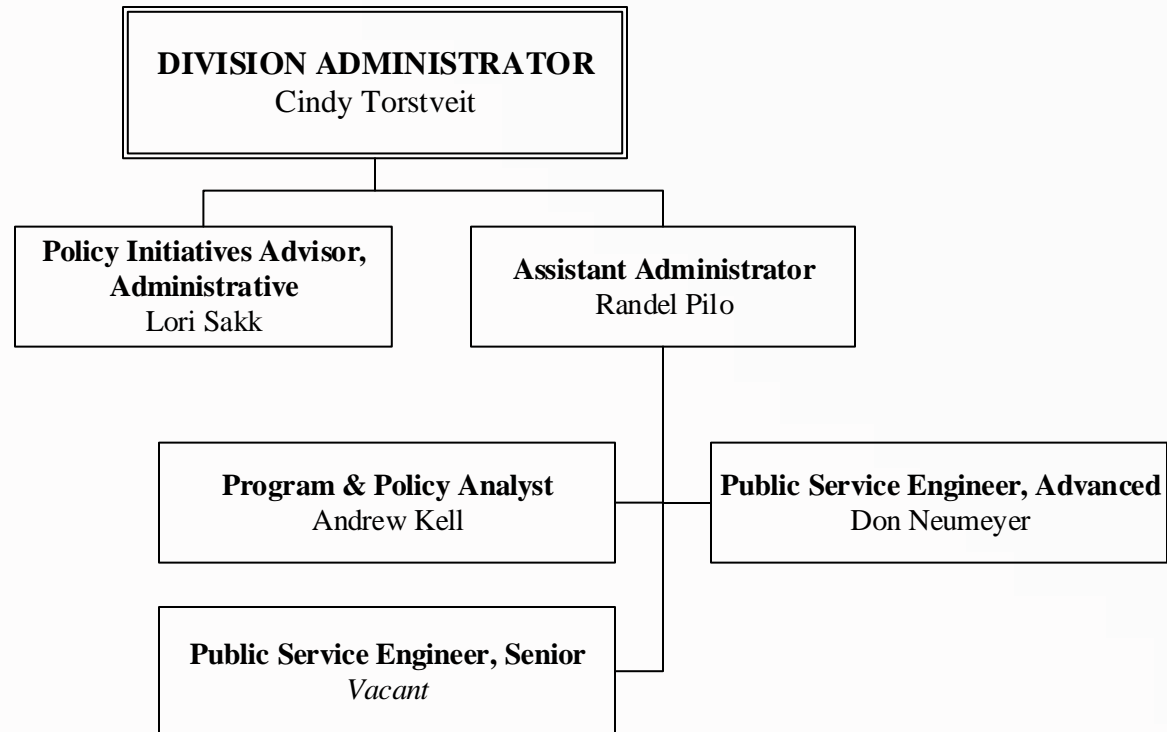 DIVISION ADMINISTRATOR
Cindy Torstveit
Policy Initiatives Advisor,
Administrative
Lori Sakk
Assistant Administrator
Randel Pilo
Program & Policy Analyst
Andrew Kell
Public Service Engineer, Advanced
Don Neumeyer
Public Service Engineer, Senior
Vacant